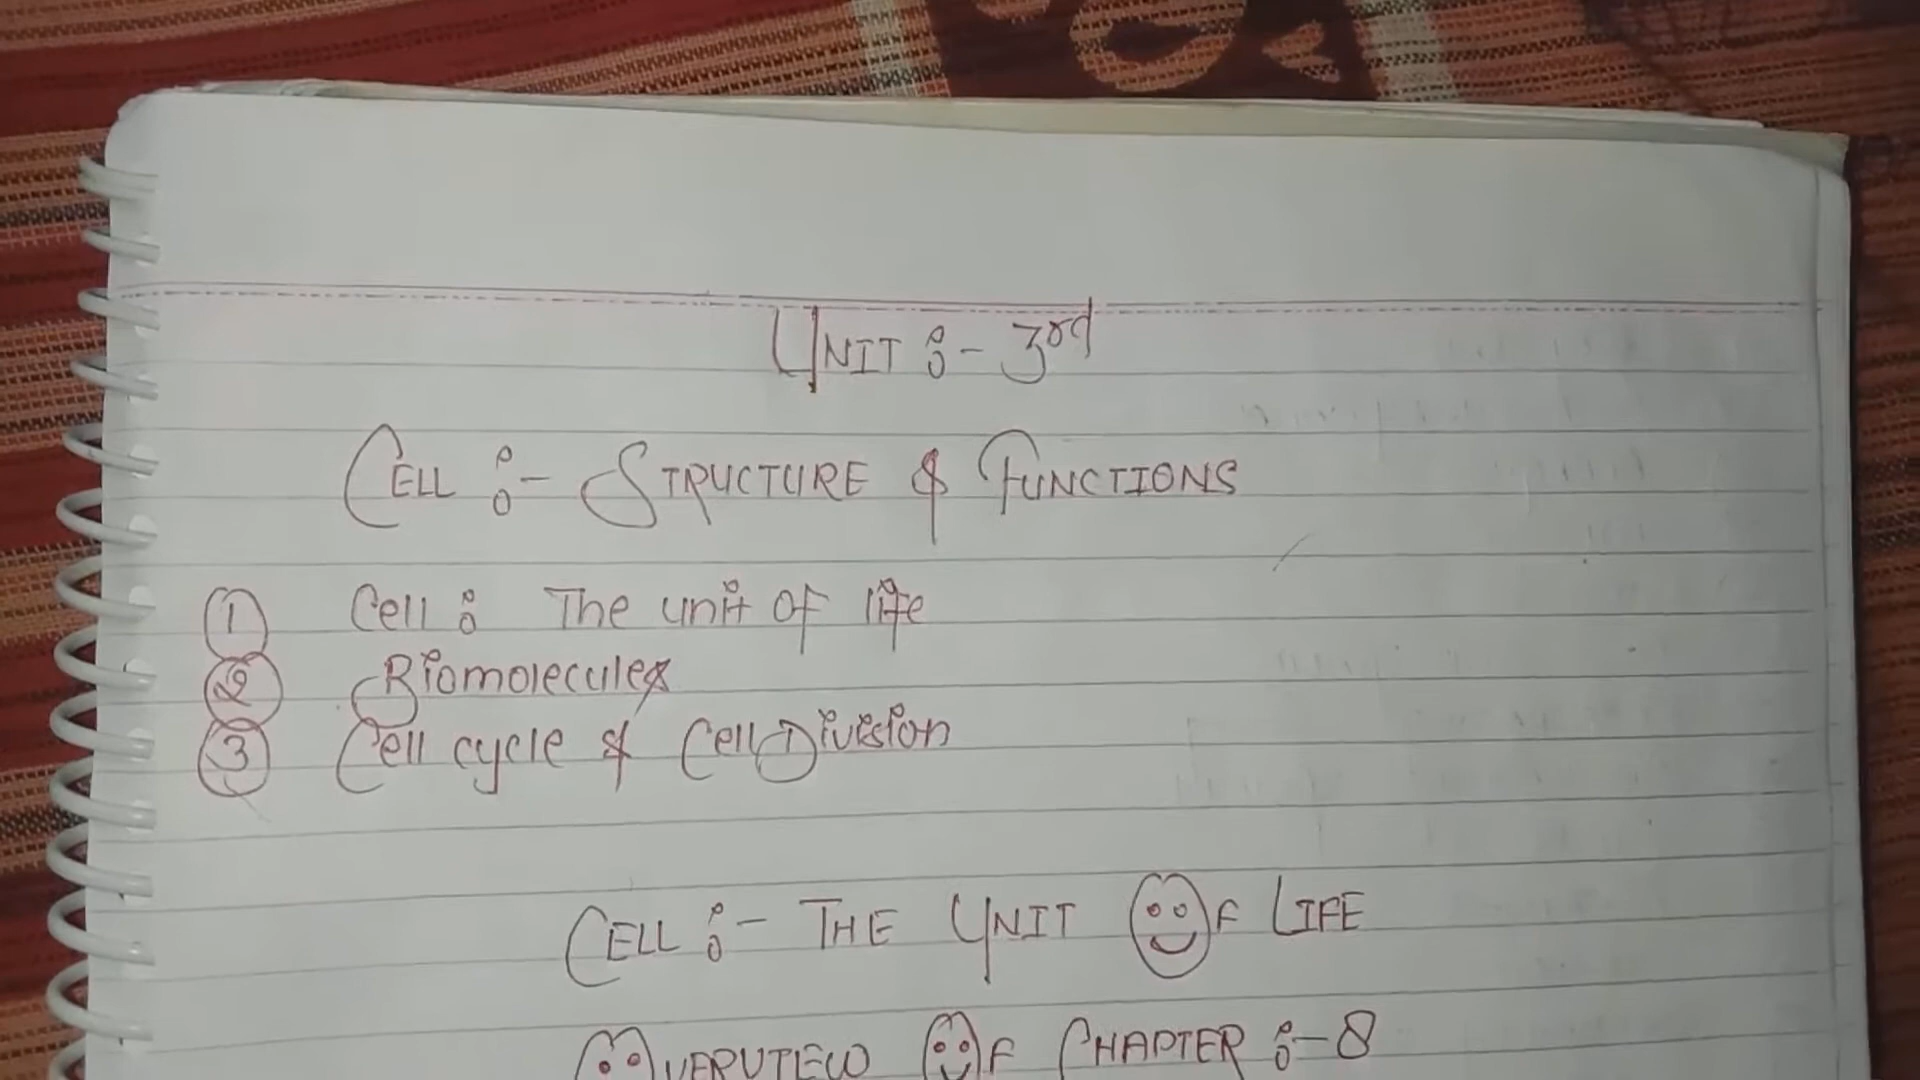 UNIT :- 3rd
CELL :- STRUCTURE & FUNCTIONS
1 Cell : The unit of life
2 Biomolecules
3 Cell cycle & Cell Division
CELL :- THE UNIT OF LIFE
OVERVIEW OF CHAPTER :- 8